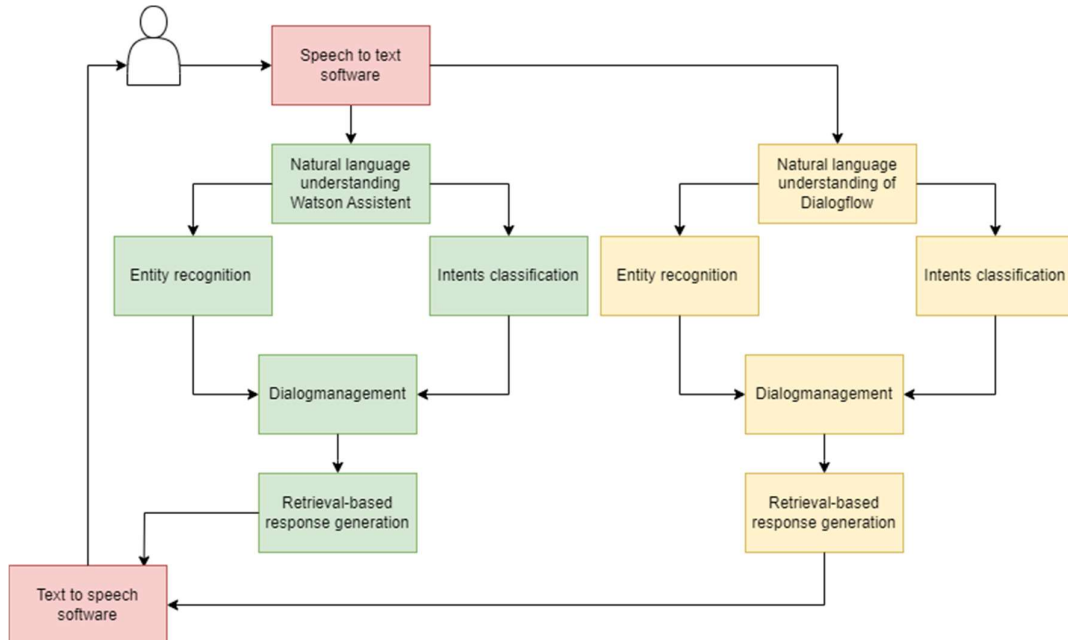 Speech to text
software
Natural language
understanding
Watson Assistent
Natural language
understanding of
Dialogflow
Entity recognition
Intents classification
Entity recognition
Intents classification
Dialogmanagement
Dialogmanagement
Retrieval-based
response generation
Retrieval-based
response generation
Text to speech
software